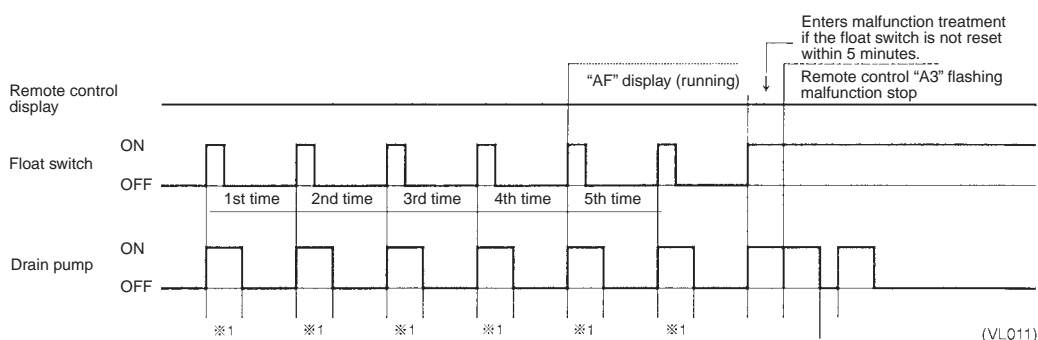 Enters malfunction treatment
if the float switch is not reset
within 5 minutes.
"AF" display (running)
Remote control "A3" flashing
malfunction stop
Remote control
display
ON
Float switch
OFF
1st time
2nd time
3rd time
4th time
5th time
ON
Drain pump
OFF
※1
※1
※1
※1
※1
※1
(VL011)